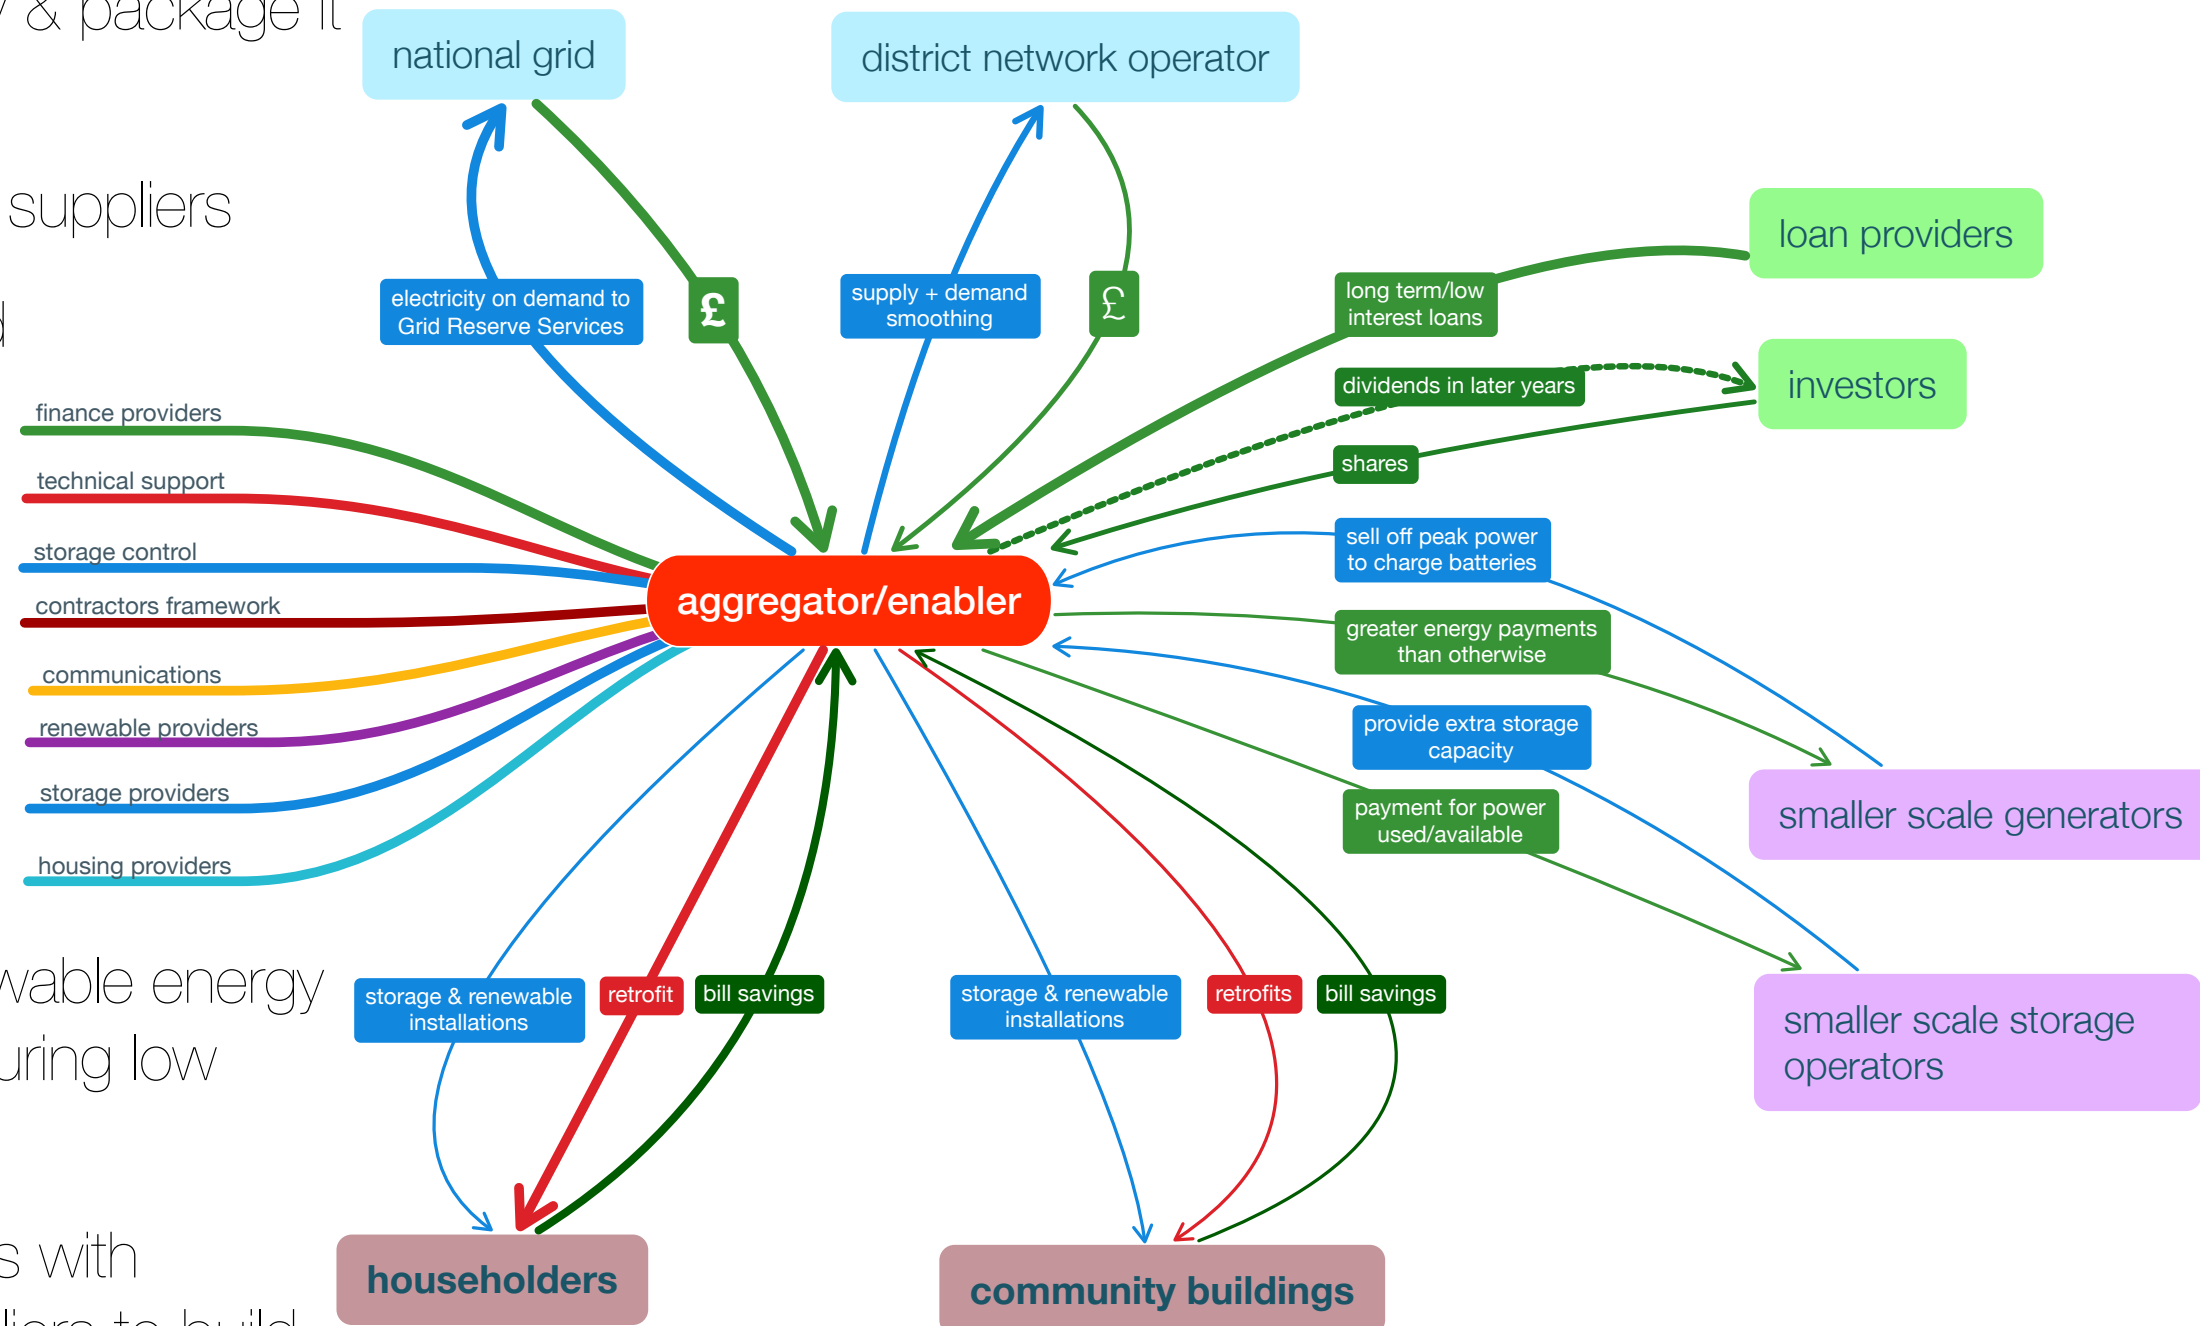 & package it
national grid
district network operator
suppliers
loan providers
electricity on demand to
Grid Reserve Services
£
supply + demand
smoothing
£
long term/low
interest loans
dividends in later years
investors
shares
finance providers
technical support
storage control
contractors framework
communications
renewable providers
storage providers
housing providers
aggregator/enabler
sell off peak power
to charge batteries
greater energy payments
than otherwise
provide extra storage
capacity
payment for power
used/available
smaller scale generators
smaller scale storage
operators
energy
low
storage & renewable
installations
retrofit
bill savings
storage & renewable
installations
retrofits
bill savings
with
to build
householders
community buildings